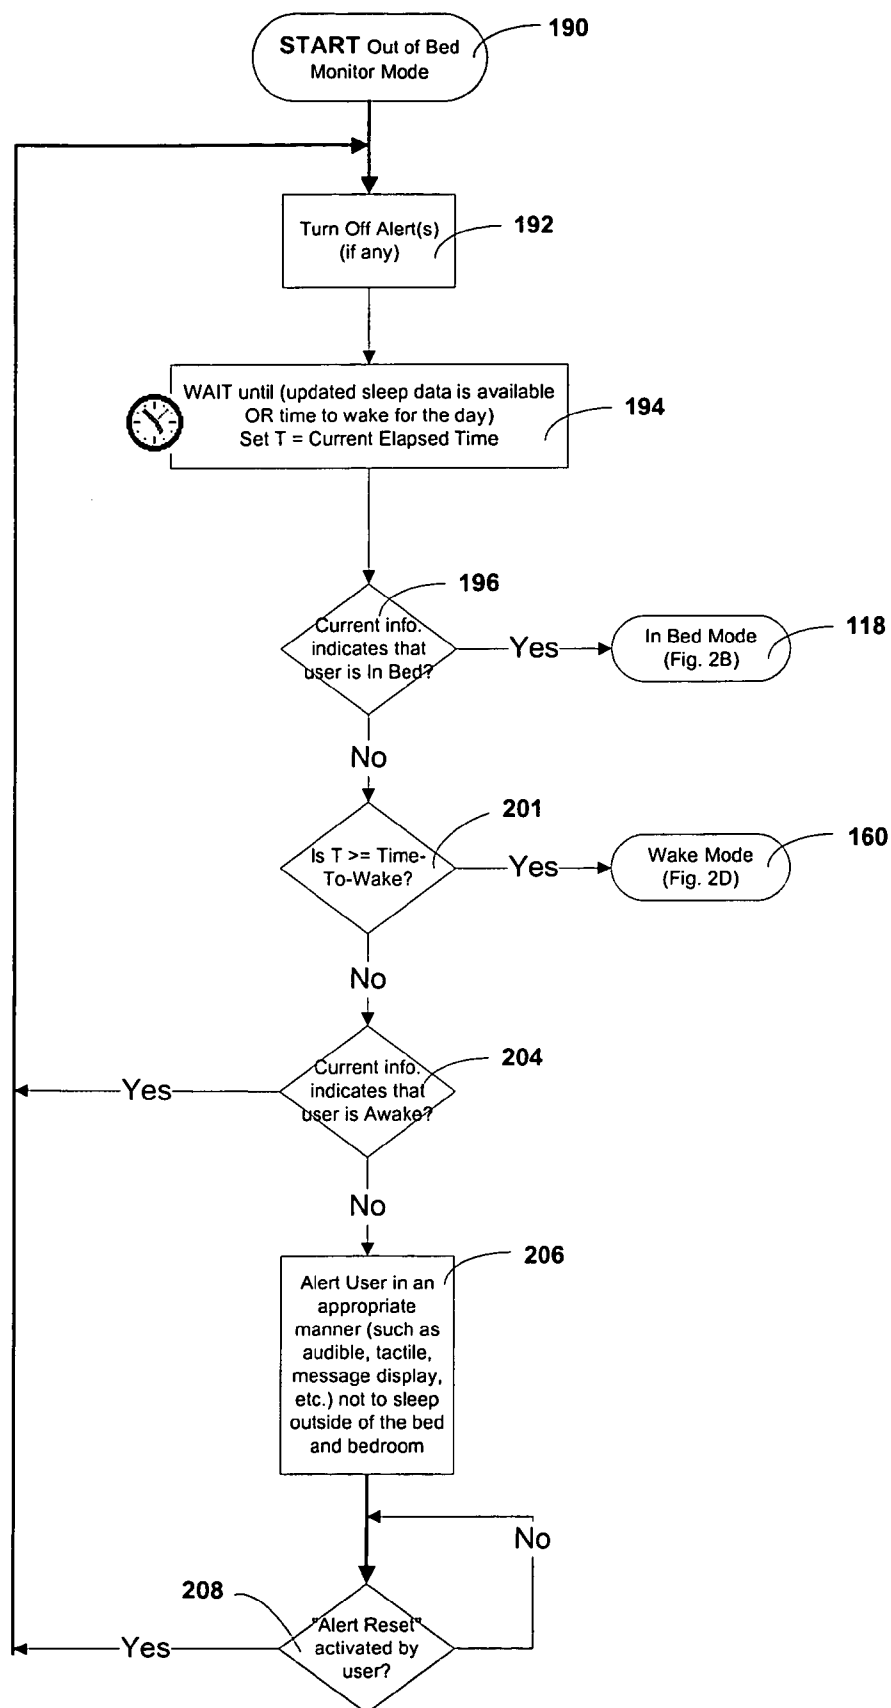 START Out of Bed
Monitor Mode
190
Turn Off Alert(s)
(if any)
192
WAIT until (updated sleep data is available
OR time to wake for the day)
Set T = Current Elapsed Time
194
196
Current info.
indicates that
user is In Bed?
Yes
In Bed Mode
(Fig. 2B)
118
No
201
Is T >= Time-
To-Wake?
Yes
Wake Mode
(Fig. 2D)
160
No
204
Current info.
indicates that
user is Awake?
Yes
No
206
Alert User in an
appropriate
manner (such as
audible, tactile,
message display,
etc.) not to sleep
outside of the bed
and bedroom
No
208
"Alert Reset"
activated by
user?
Yes